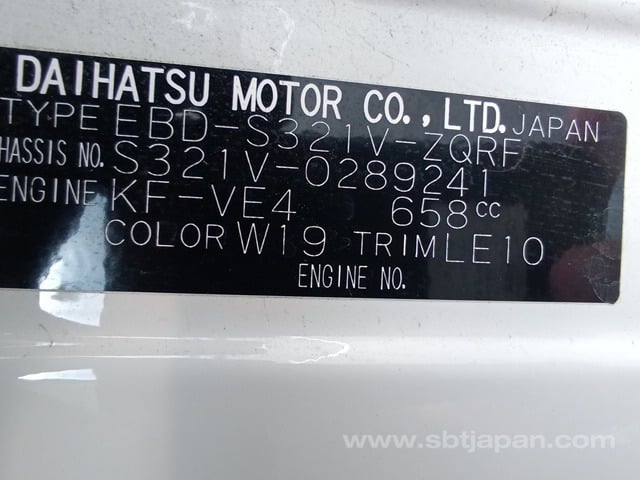 DAIHATSU MOTOR CO., LTD. JAPAN
TYPE EBD-S321V-ZQRF
CHASSIS NO. S321V-0289241
ENGINE KF-VE4 658cc
COLOR W19 TRIM LE10
ENGINE NO.
www.sbtjapan.com